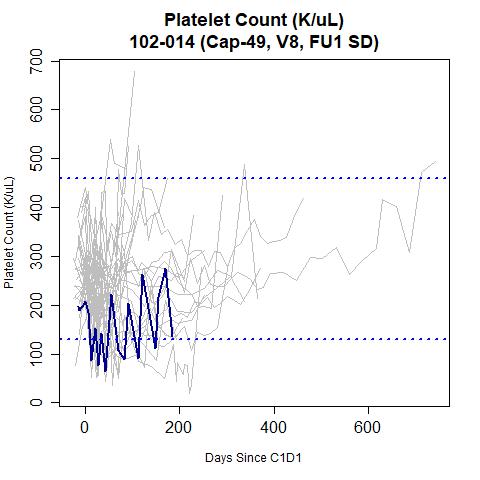 Platelet Count (K/uL)
102-014 (Cap-49, V8, FU1 SD)
Platelet Count (K/uL)
700
600
500
400
300
200
100
0
0 200 400 600
Days Since C1D1